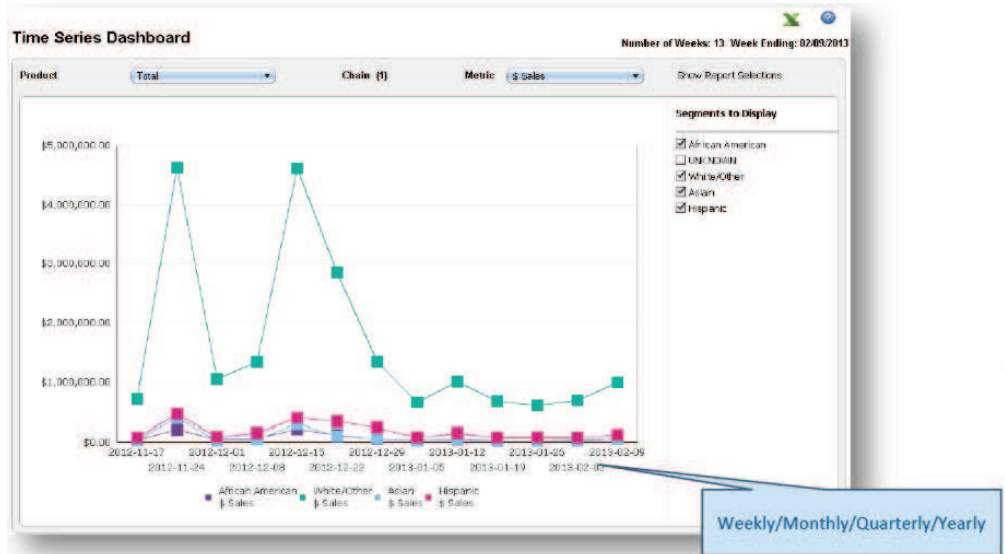 Time Series Dashboard
Number of Weeks: 13 Week Ending: 02/09/2013
Product Total Chain (1) Metric $ Sales Show Report Selections
Segments to Display
African American
UNKNOWN
White/Other
Asian
Hispanic
$5,000,000.00
$4,000,000.00
$3,000,000.00
$2,000,000.00
$1,000,000.00
$0.00
2012-11-17 2012-12-01 2012-12-15 2012-12-29 2013-01-12 2013-01-26 2013-02-09
2012-11-24 2012-12-08 2012-12-22 2013-01-05 2013-01-19 2013-02-02
African American White/Other Asian Hispanic
$ Sales $ Sales $ Sales $ Sales
Weekly/Monthly/Quarterly/Yearly